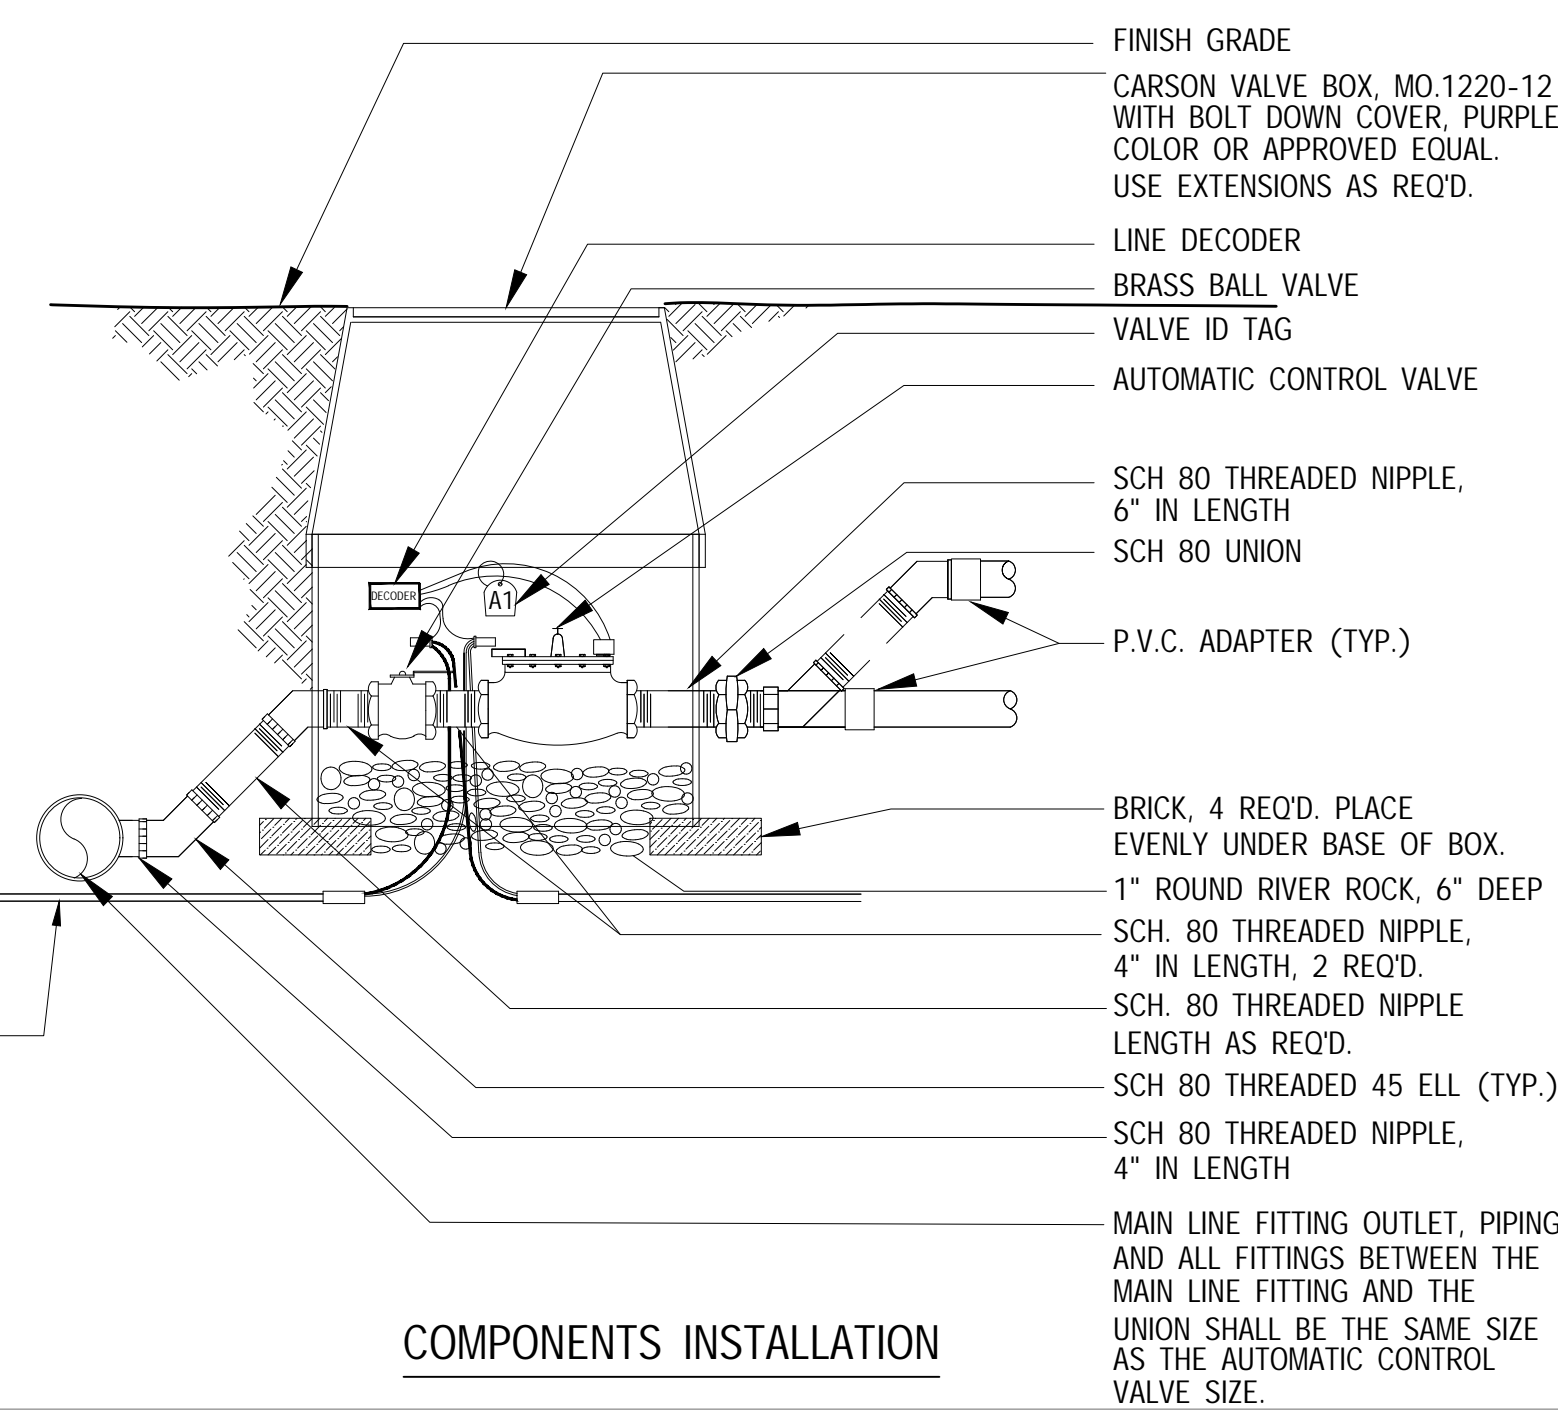 FINISH GRADE
CARSON VALVE BOX, MO.1220-12
WITH BOLT DOWN COVER, PURPLE
COLOR OR APPROVED EQUAL.
USE EXTENSIONS AS REQ'D.
LINE DECODER
BRASS BALL VALVE
VALVE ID TAG
AUTOMATIC CONTROL VALVE
SCH 80 THREADED NIPPLE,
6" IN LENGTH
SCH 80 UNION
DECODER
A1
P.V.C. ADAPTER (TYP.)
BRICK, 4 REQ'D. PLACE
EVENLY UNDER BASE OF BOX.
1" ROUND RIVER ROCK, 6" DEEP
SCH. 80 THREADED NIPPLE,
4" IN LENGTH, 2 REQ'D.
SCH. 80 THREADED NIPPLE
LENGTH AS REQ'D.
SCH 80 THREADED 45 ELL (TYP.)
SCH 80 THREADED NIPPLE,
4" IN LENGTH
MAIN LINE FITTING OUTLET, PIPING
AND ALL FITTINGS BETWEEN THE
MAIN LINE FITTING AND THE
UNION SHALL BE THE SAME SIZE
AS THE AUTOMATIC CONTROL
VALVE SIZE.
COMPONENTS INSTALLATION